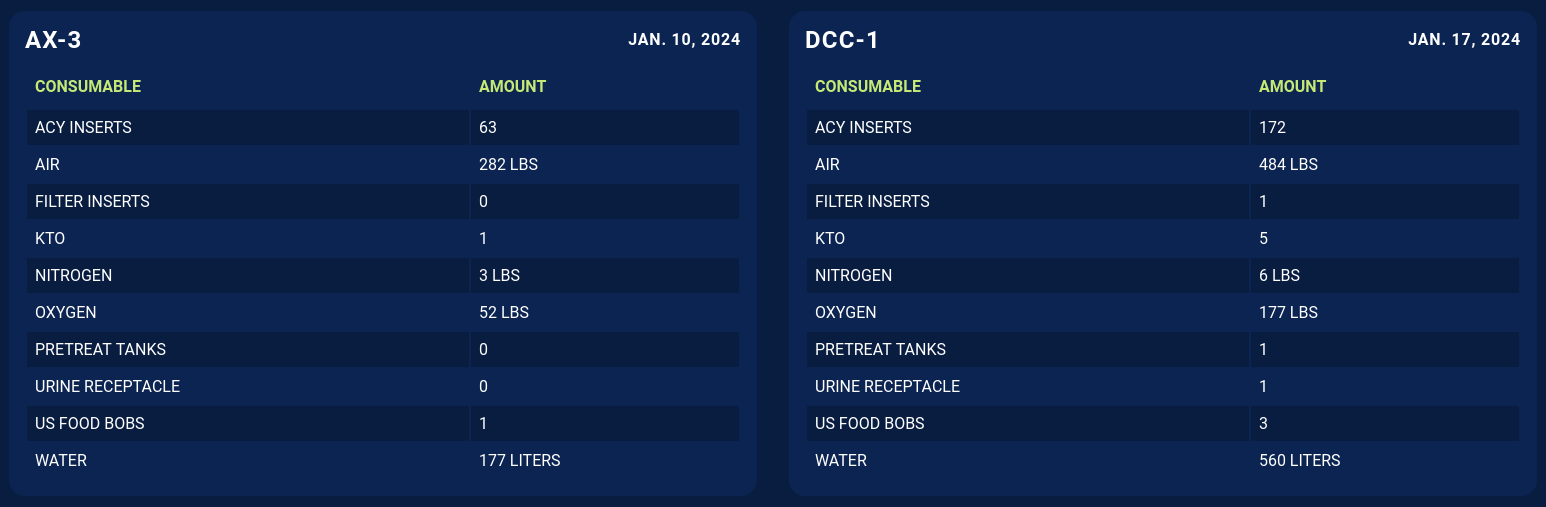 AX-3 JAN. 10, 2024
CONSUMABLE AMOUNT
ACY INSERTS 63
AIR 282 LBS
FILTER INSERTS 0
KTO 1
NITROGEN 3 LBS
OXYGEN 52 LBS
PRETREAT TANKS 0
URINE RECEPTACLE 0
US FOOD BOBS 1
WATER 177 LITERS
DCC-1 JAN. 17, 2024
CONSUMABLE AMOUNT
ACY INSERTS 172
AIR 484 LBS
FILTER INSERTS 1
KTO 5
NITROGEN 6 LBS
OXYGEN 177 LBS
PRETREAT TANKS 1
URINE RECEPTACLE 1
US FOOD BOBS 3
WATER 560 LITERS